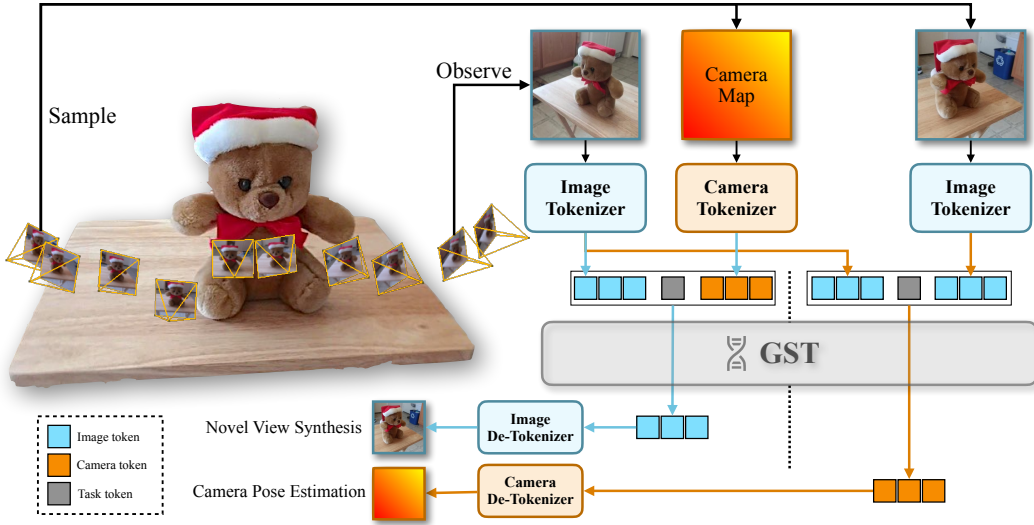 Sample
Observe
Camera
Map
Image
Tokenizer
Camera
Tokenizer
Image
Tokenizer
GST
Image token
Camera token
Task token
Novel View Synthesis
Image
De-Tokenizer
Camera Pose Estimation
Camera
De-Tokenizer